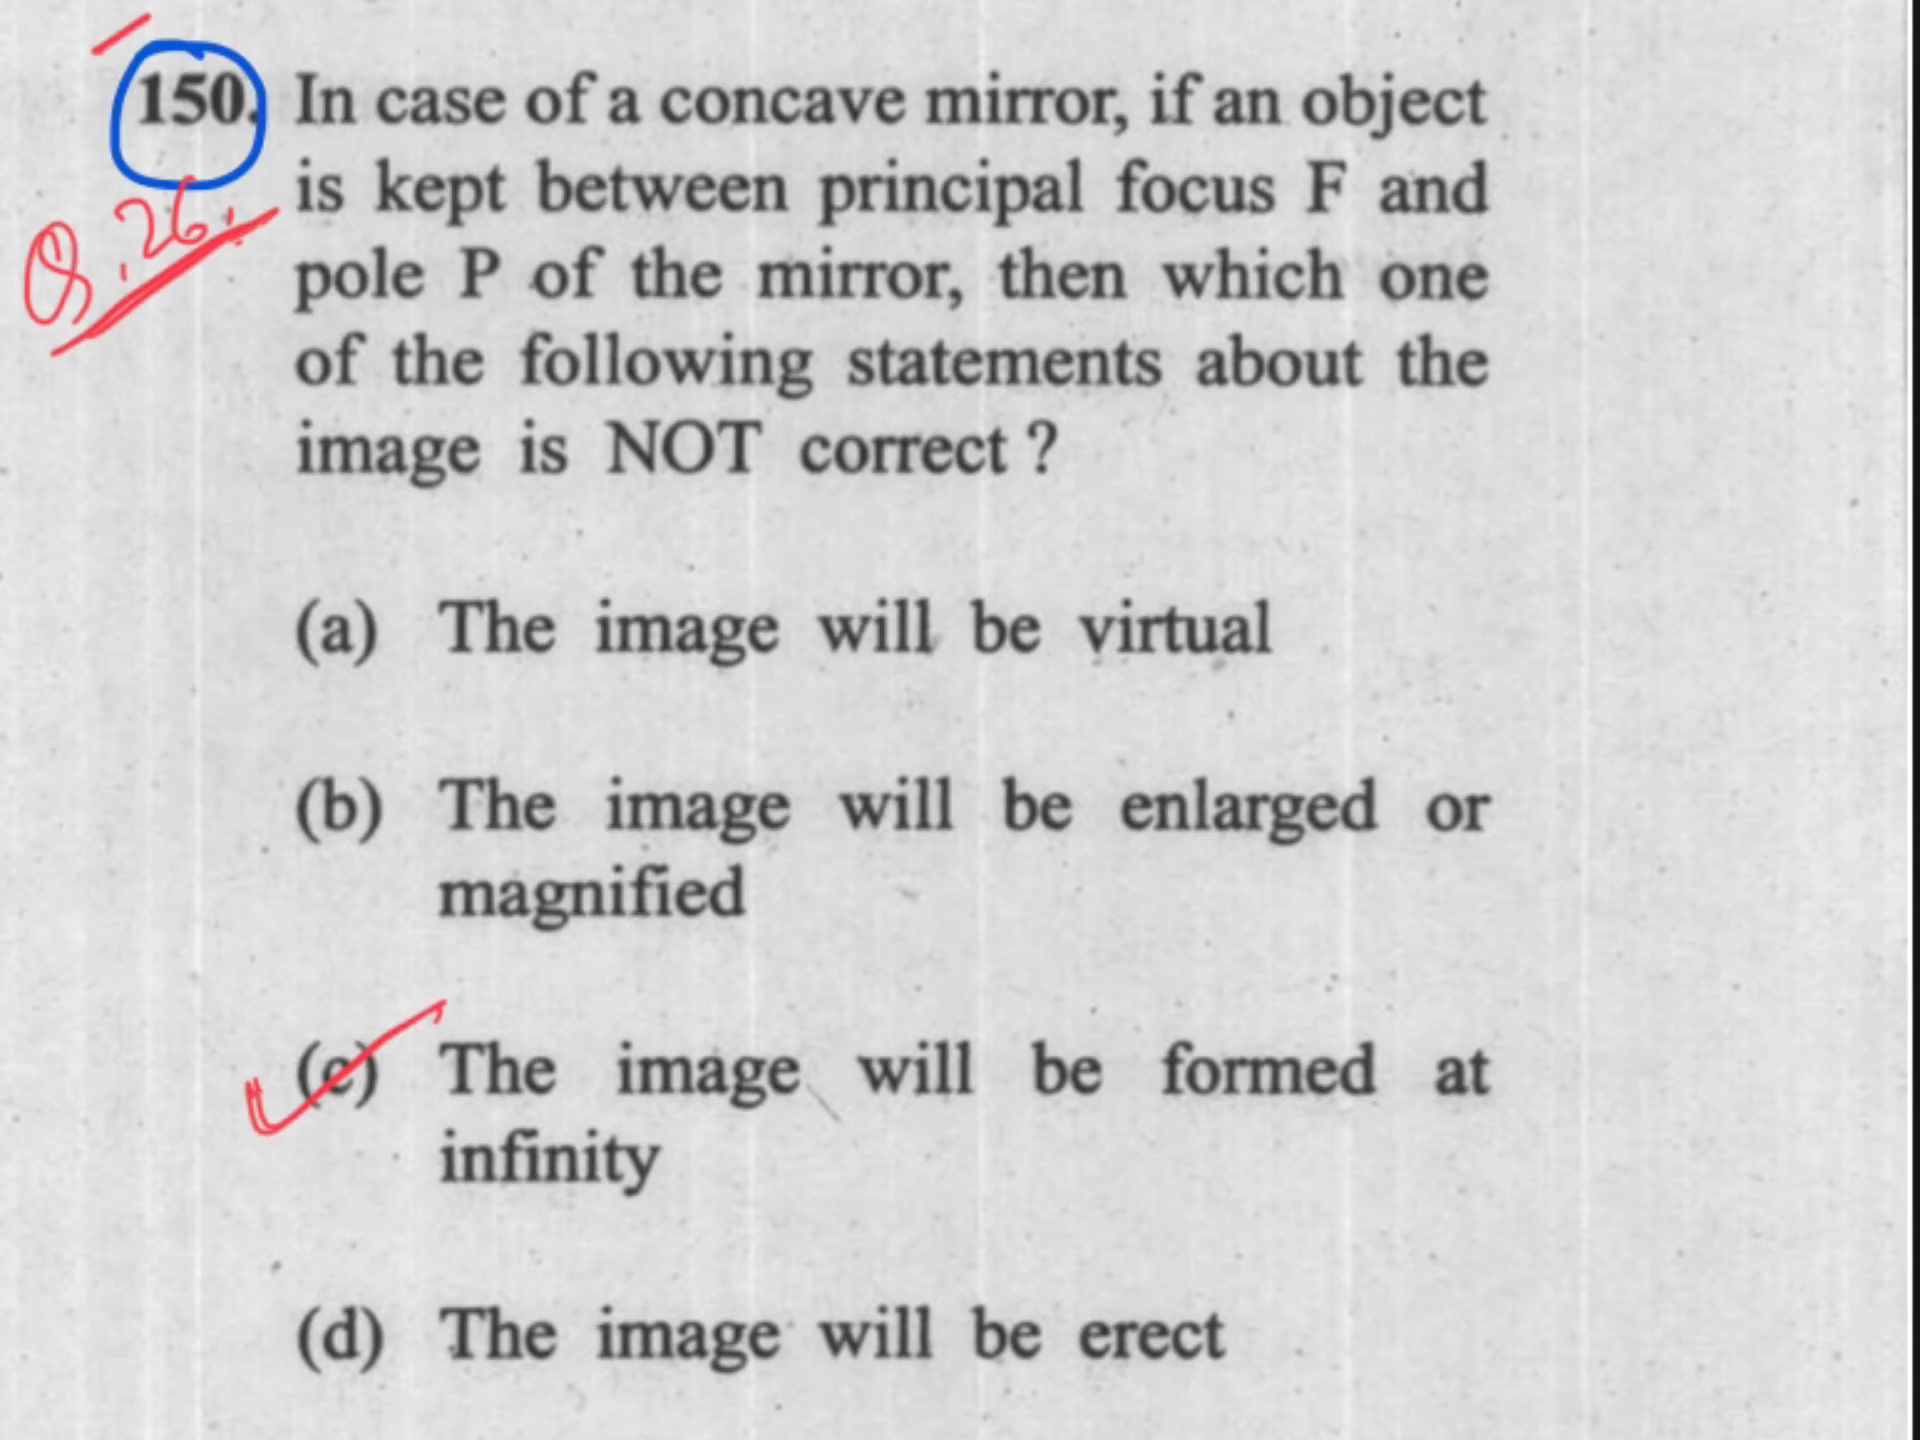 150. In case of a concave mirror, if an object
Q.26. is kept between principal focus F and
pole P of the mirror, then which one
of the following statements about the
image is NOT correct ?
(a) The image will be virtual
(b) The image will be enlarged or
magnified
(c) The image will be formed at
infinity
(d) The image will be erect